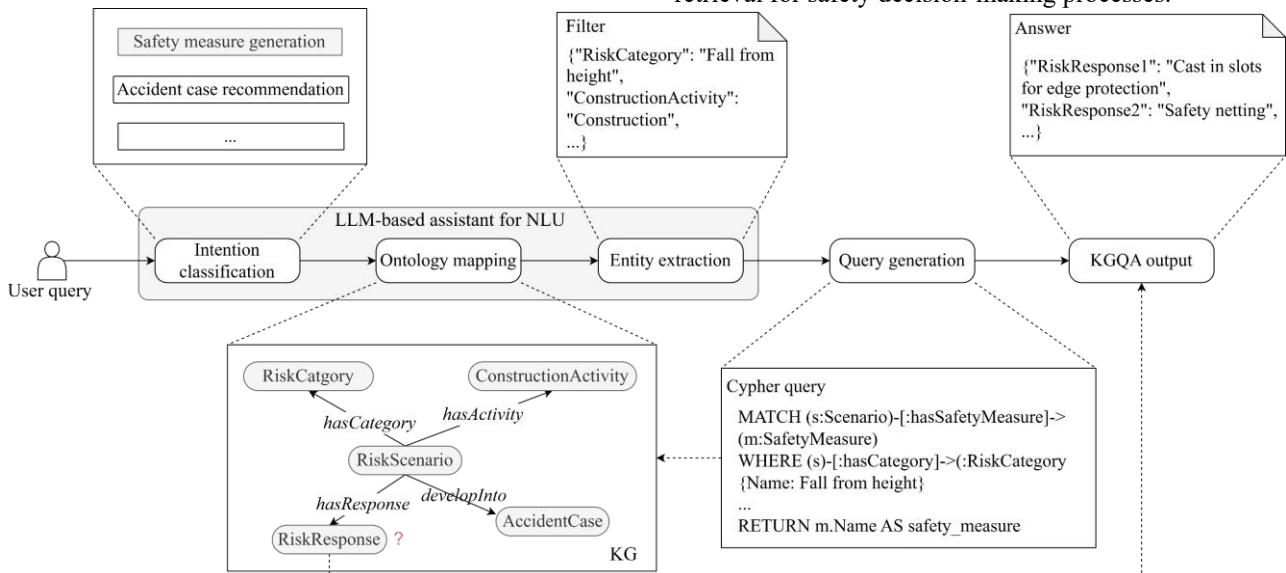 retrieval for safety decision-making processes.
Safety measure generation
Accident case recommendation
...
Filter
{"RiskCategory": "Fall from
height",
"ConstructionActivity":
"Construction",
...}
Answer
{"RiskResponse1": "Cast in slots
for edge protection",
"RiskResponse2": "Safety netting",
...}
LLM-based assistant for NLU
User query
Intention
classification
Ontology mapping
Entity extraction
Query generation
KGQA output
RiskCatgory
ConstructionActivity
hasCategory
hasActivity
RiskScenario
hasResponse
developInto
RiskResponse ?
AccidentCase
KG
Cypher query
MATCH (s:Scenario)-[:hasSafetyMeasure]->
(m:SafetyMeasure)
WHERE (s)-[:hasCategory]->(:RiskCategory
{Name: Fall from height}
...
RETURN m.Name AS safety_measure